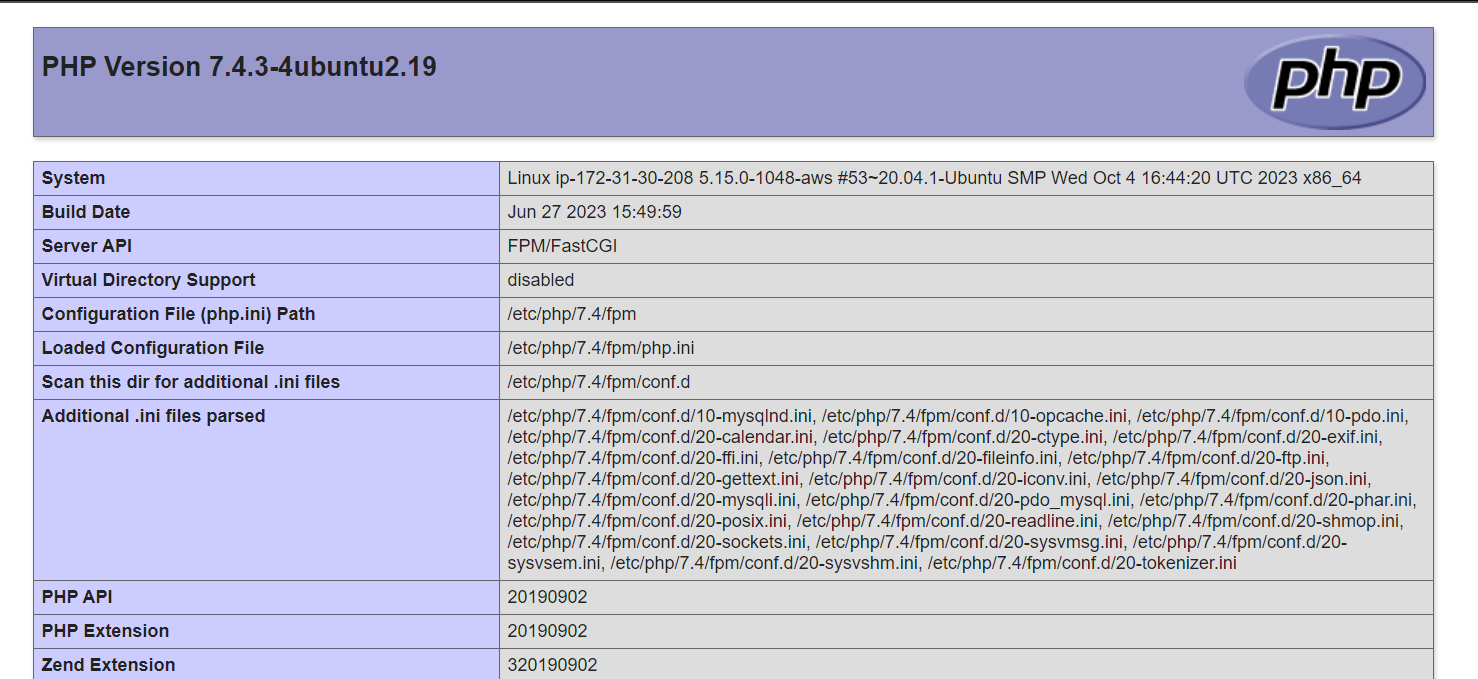 PHP Version 7.4.3-4ubuntu2.19
php
System Linux ip-172-31-30-208 5.15.0-1048-aws #53~20.04.1-Ubuntu SMP Wed Oct 4 16:44:20 UTC 2023 x86_64
Build Date Jun 27 2023 15:49:59
Server API FPM/FastCGI
Virtual Directory Support disabled
Configuration File (php.ini) Path /etc/php/7.4/fpm
Loaded Configuration File /etc/php/7.4/fpm/php.ini
Scan this dir for additional .ini files /etc/php/7.4/fpm/conf.d
Additional .ini files parsed /etc/php/7.4/fpm/conf.d/10-mysqlnd.ini, /etc/php/7.4/fpm/conf.d/10-opcache.ini, /etc/php/7.4/fpm/conf.d/10-pdo.ini,
/etc/php/7.4/fpm/conf.d/20-calendar.ini, /etc/php/7.4/fpm/conf.d/20-ctype.ini, /etc/php/7.4/fpm/conf.d/20-exif.ini,
/etc/php/7.4/fpm/conf.d/20-ffi.ini, /etc/php/7.4/fpm/conf.d/20-fileinfo.ini, /etc/php/7.4/fpm/conf.d/20-ftp.ini,
/etc/php/7.4/fpm/conf.d/20-gettext.ini, /etc/php/7.4/fpm/conf.d/20-iconv.ini, /etc/php/7.4/fpm/conf.d/20-json.ini,
/etc/php/7.4/fpm/conf.d/20-mysqli.ini, /etc/php/7.4/fpm/conf.d/20-pdo_mysql.ini, /etc/php/7.4/fpm/conf.d/20-phar.ini,
/etc/php/7.4/fpm/conf.d/20-posix.ini, /etc/php/7.4/fpm/conf.d/20-readline.ini, /etc/php/7.4/fpm/conf.d/20-shmop.ini,
/etc/php/7.4/fpm/conf.d/20-sockets.ini, /etc/php/7.4/fpm/conf.d/20-sysvmsg.ini, /etc/php/7.4/fpm/conf.d/20-
sysvsem.ini, /etc/php/7.4/fpm/conf.d/20-sysvshm.ini, /etc/php/7.4/fpm/conf.d/20-tokenizer.ini
PHP API 20190902
PHP Extension 20190902
Zend Extension 320190902